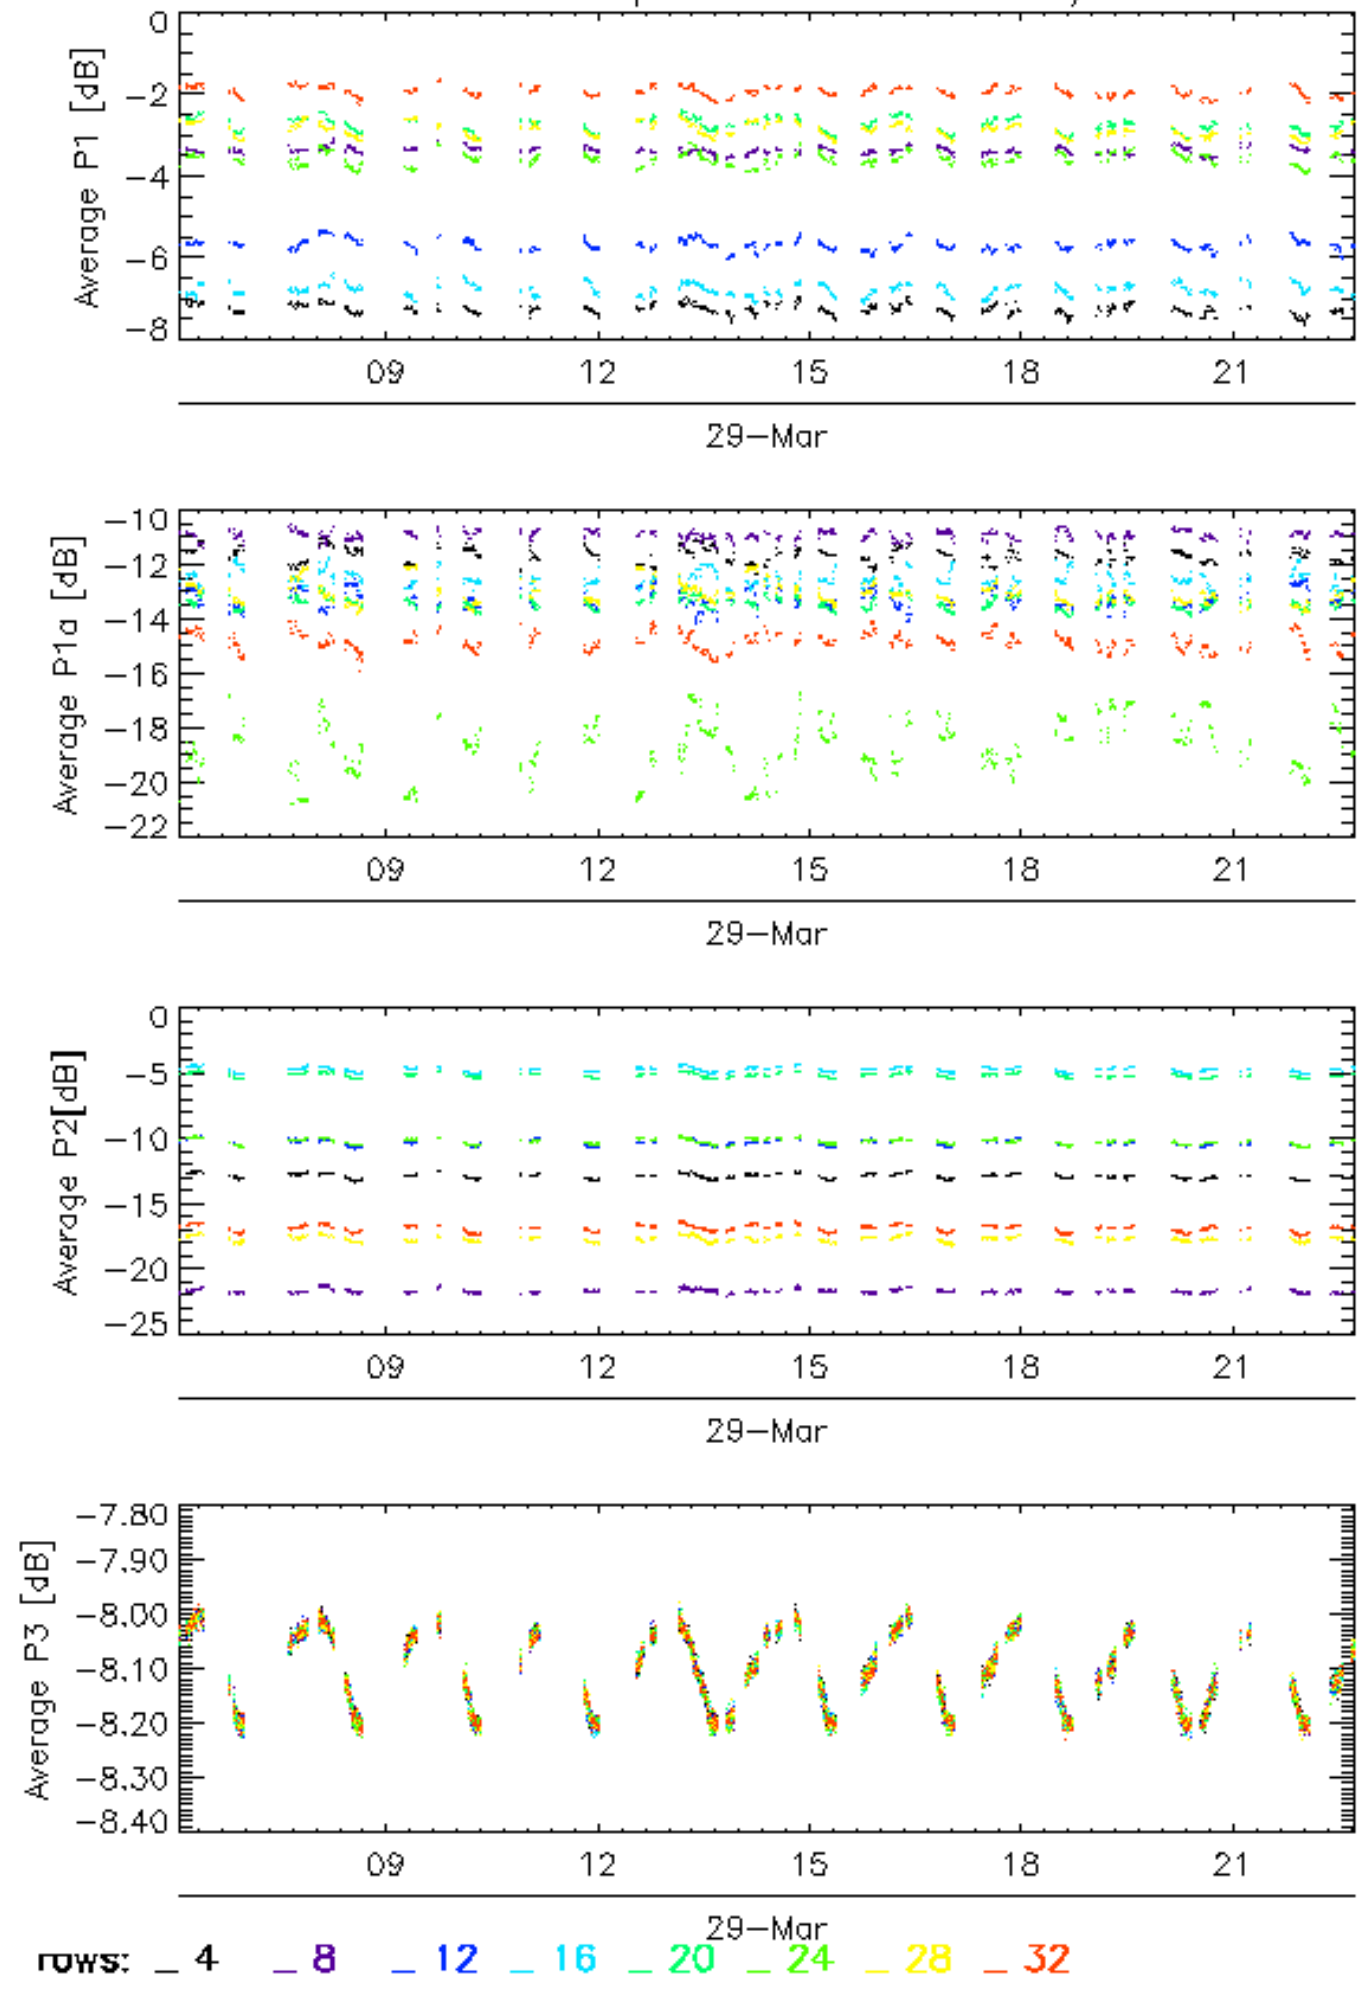 0
−2
−4
−6
−8
Average P1 [dB]
09 12 15 18 21
29−Mar
−10
−12
−14
−16
−18
−20
−22
Average P1a [dB]
09 12 15 18 21
29−Mar
0
−5
−10
−15
−20
−25
Average P2[dB]
09 12 15 18 21
29−Mar
−7.80
−7.90
−8.00
−8.10
−8.20
−8.30
−8.40
Average P3 [dB]
09 12 15 18 21
29−Mar
rows: _ 4 _ 8 _ 12 _ 16 _ 20 _ 24 _ 28 _ 32